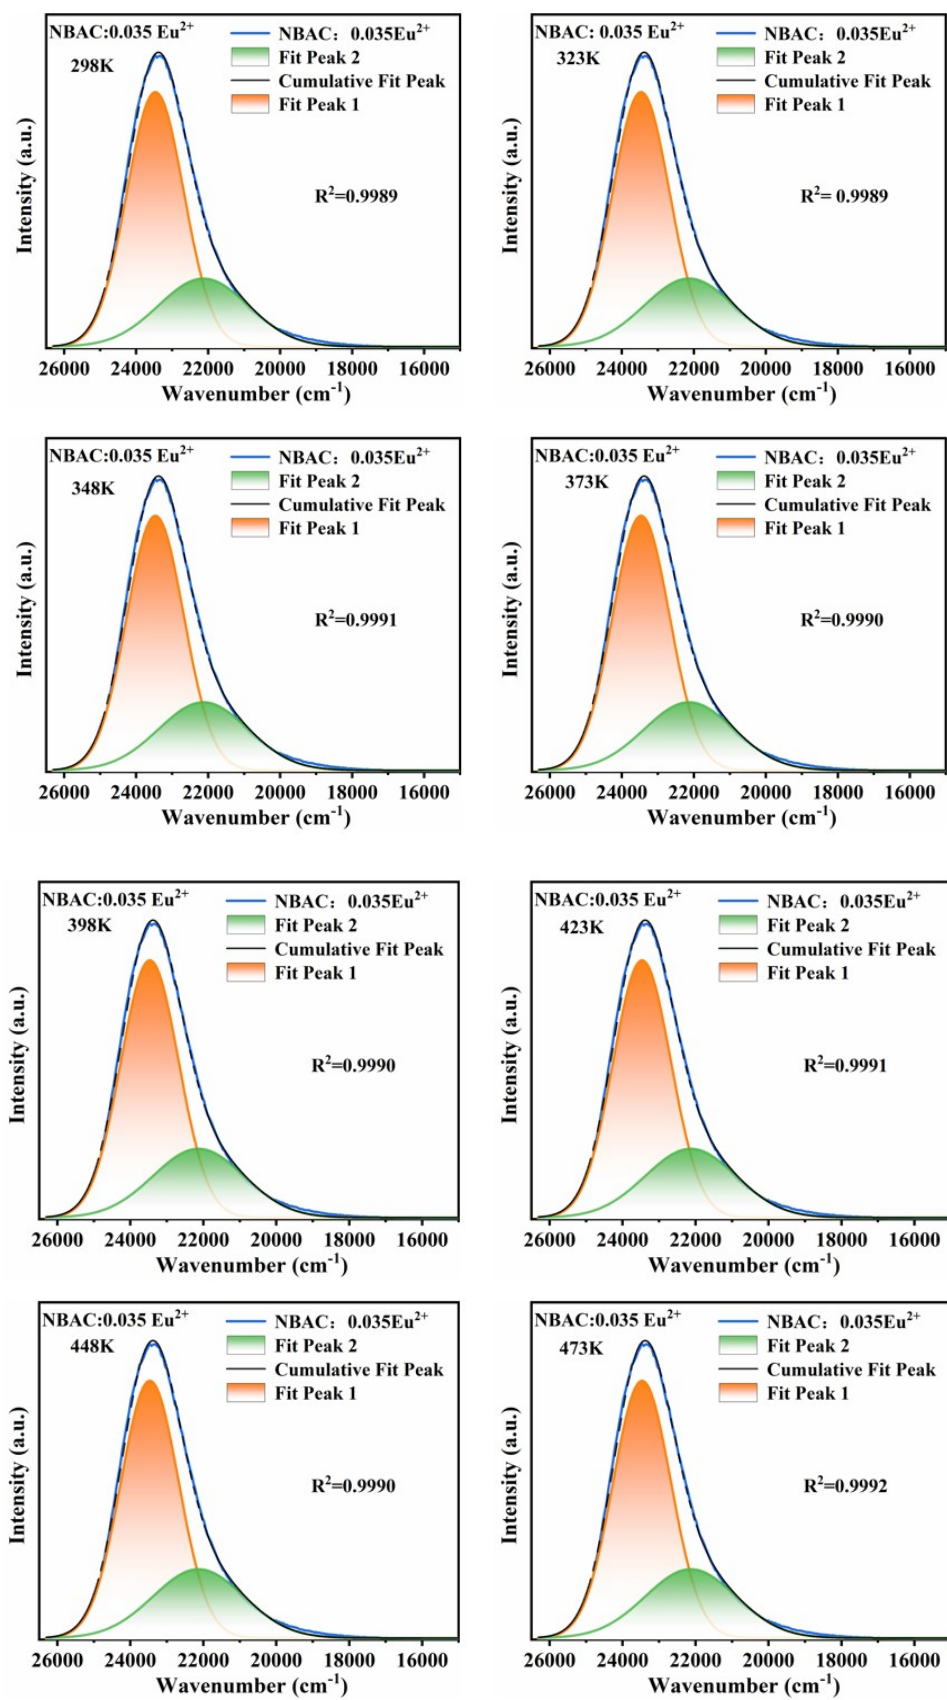 NBAC:0.035 Eu²⁺
298K
NBAC： 0.035Eu²⁺
Fit Peak 2
Cumulative Fit Peak
Fit Peak 1
R²=0.9989
Intensity (a.u.)
26000 24000 22000 20000 18000 16000
Wavenumber (cm⁻¹)
NBAC: 0.035 Eu²⁺
323K
NBAC： 0.035Eu²⁺
Fit Peak 2
Cumulative Fit Peak
Fit Peak 1
R²= 0.9989
Intensity (a.u.)
26000 24000 22000 20000 18000 16000
Wavenumber (cm⁻¹)
NBAC:0.035 Eu²⁺
348K
NBAC： 0.035Eu²⁺
Fit Peak 2
Cumulative Fit Peak
Fit Peak 1
R²=0.9991
Intensity (a.u.)
26000 24000 22000 20000 18000 16000
Wavenumber (cm⁻¹)
NBAC:0.035 Eu²⁺
373K
NBAC： 0.035Eu²⁺
Fit Peak 2
Cumulative Fit Peak
Fit Peak 1
R²=0.9990
Intensity (a.u.)
26000 24000 22000 20000 18000 16000
Wavenumber (cm⁻¹)
NBAC:0.035 Eu²⁺
398K
NBAC： 0.035Eu²⁺
Fit Peak 2
Cumulative Fit Peak
Fit Peak 1
R²=0.9990
Intensity (a.u.)
26000 24000 22000 20000 18000 16000
Wavenumber (cm⁻¹)
NBAC:0.035 Eu²⁺
423K
NBAC： 0.035Eu²⁺
Fit Peak 2
Cumulative Fit Peak
Fit Peak 1
R²=0.9991
Intensity (a.u.)
26000 24000 22000 20000 18000 16000
Wavenumber (cm⁻¹)
NBAC:0.035 Eu²⁺
448K
NBAC： 0.035Eu²⁺
Fit Peak 2
Cumulative Fit Peak
Fit Peak 1
R²=0.9990
Intensity (a.u.)
26000 24000 22000 20000 18000 16000
Wavenumber (cm⁻¹)
NBAC:0.035 Eu²⁺
473K
NBAC： 0.035Eu²⁺
Fit Peak 2
Cumulative Fit Peak
Fit Peak 1
R²=0.9992
Intensity (a.u.)
26000 24000 22000 20000 18000 16000
Wavenumber (cm⁻¹)